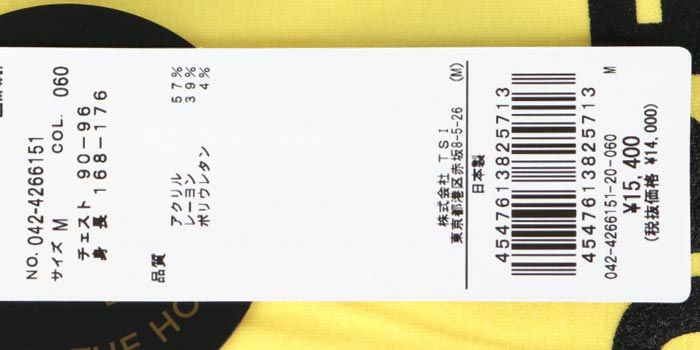 NO. 042-4266151
サイズ M COL. 060
チェスト 90-96
身長 168-176
品質
アクリル 57%
レーヨン 39%
ポリウレタン 4%
株式会社 TSI (M)
東京都港区赤坂8-5-26
日本製
4547613825713
4547613825713
M
042-4266151-20-060
¥15,400
(税抜価格 ¥14,000)
THE HO